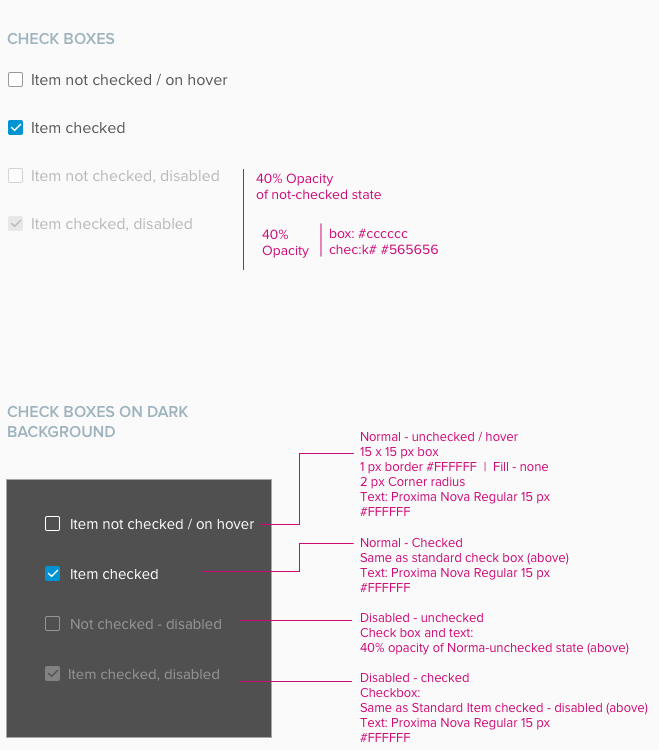 CHECK BOXES
Item not checked / on hover
Item checked
Item not checked, disabled
Item checked, disabled
40% Opacity
of not-checked state
40%
Opacity
box: #cccccc
chec:k# #565656
CHECK BOXES ON DARK
BACKGROUND
Item not checked / on hover
Item checked
Not checked - disabled
Item checked, disabled
Normal - unchecked / hover
15 x 15 px box
1 px border #FFFFFF | Fill - none
2 px Corner radius
Text: Proxima Nova Regular 15 px
#FFFFFF
Normal - Checked
Same as standard check box (above)
Text: Proxima Nova Regular 15 px
#FFFFFF
Disabled - unchecked
Check box and text:
40% opacity of Norma-unchecked state (above)
Disabled - checked
Checkbox:
Same as Standard Item checked - disabled (above)
Text: Proxima Nova Regular 15 px
#FFFFFF